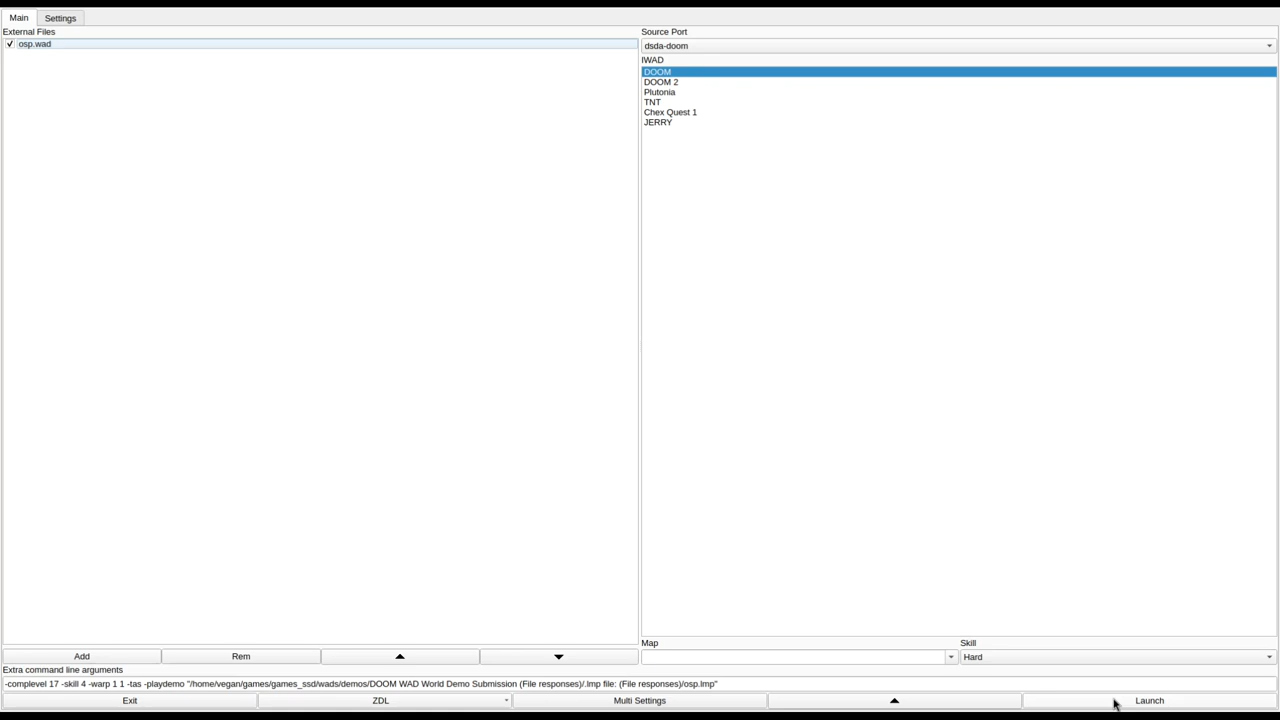 Main Settings
External Files
osp.wad
Source Port
dsda-doom
IWAD
DOOM
DOOM 2
Plutonia
TNT
Chex Quest 1
JERRY
Map
Skill
Hard
Add Rem
Extra command line arguments
-complevel 17 -skill 4 -warp 1 1 -tas -playdemo "/home/vegan/games/games_ssd/wads/demos/DOOM WAD World Demo Submission (File responses)/.lmp file: (File responses)/osp.lmp"
Exit ZDL Multi Settings Launch